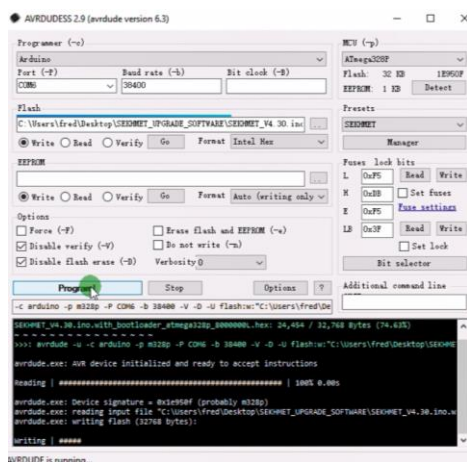 AVRDUDESS 2.9 (avrdude version 6.3)
Programmer (-c)
Arduino
Port (-P) Baud rate (-b) Bit clock (-B)
COM6 38400
MCU (-p)
ATmega328P
Flash: 32 KB 1E950F
EEPROM: 1 KB Detect
Flash
C:\Users\fred\Desktop\SEKHMET_UPGRADE_SOFTWARE\SEKHMET_V4.30.ino
Write Read Verify Go Format Intel Hex
Presets
SEKHMET
Manager
EEPROM
Write Read Verify Go Format Auto (writing only
Fuses lock bits
L 0xF5 Read Write
H 0xDB Set fuses
E 0xF5 Fuse settings
LB 0x3F Read Write
Set lock
Bit selector
Options
Force (-F) Erase flash and EEPROM (-e)
Disable verify (-V) Do not write (-n)
Disable flash erase (-D) Verbosity 0
Program! Stop Options ?
Additional command line
-c arduino -p m328p -P COM6 -b 38400 -V -D -U flash:w:"C:\Users\fred\De
SEKHMET_V4.30.ino.with_bootloader_atmega328p_8000000L.hex: 24,454 / 32,768 Bytes (74.63%)
>>>: avrdude -u -c arduino -p m328p -P COM6 -b 38400 -V -D -U flash:w:"C:\Users\fred\Desktop\SEKHME
avrdude.exe: AVR device initialized and ready to accept instructions
Reading | ################################################## | 100% 0.00s
avrdude.exe: Device signature = 0x1e950f (probably m328p)
avrdude.exe: reading input file "C:\Users\fred\Desktop\SEKHMET_UPGRADE_SOFTWARE\SEKHMET_V4.30.ino.w
avrdude.exe: writing flash (32768 bytes):
Writing | #####
AVRDUDE is running...